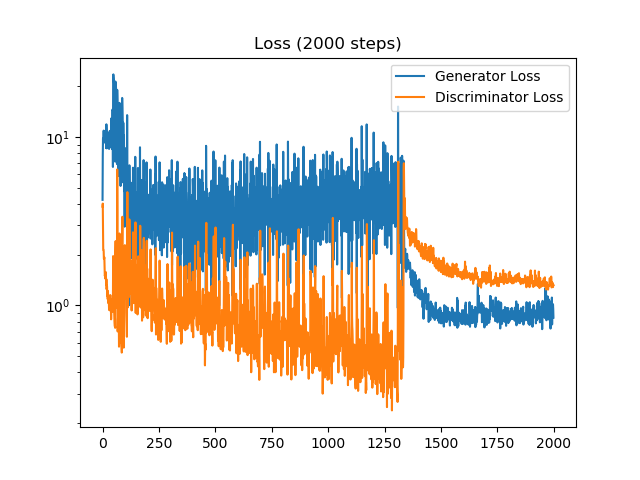 Loss (2000 steps)
Generator Loss
Discriminator Loss
10¹
10⁰
0 250 500 750 1000 1250 1500 1750 2000